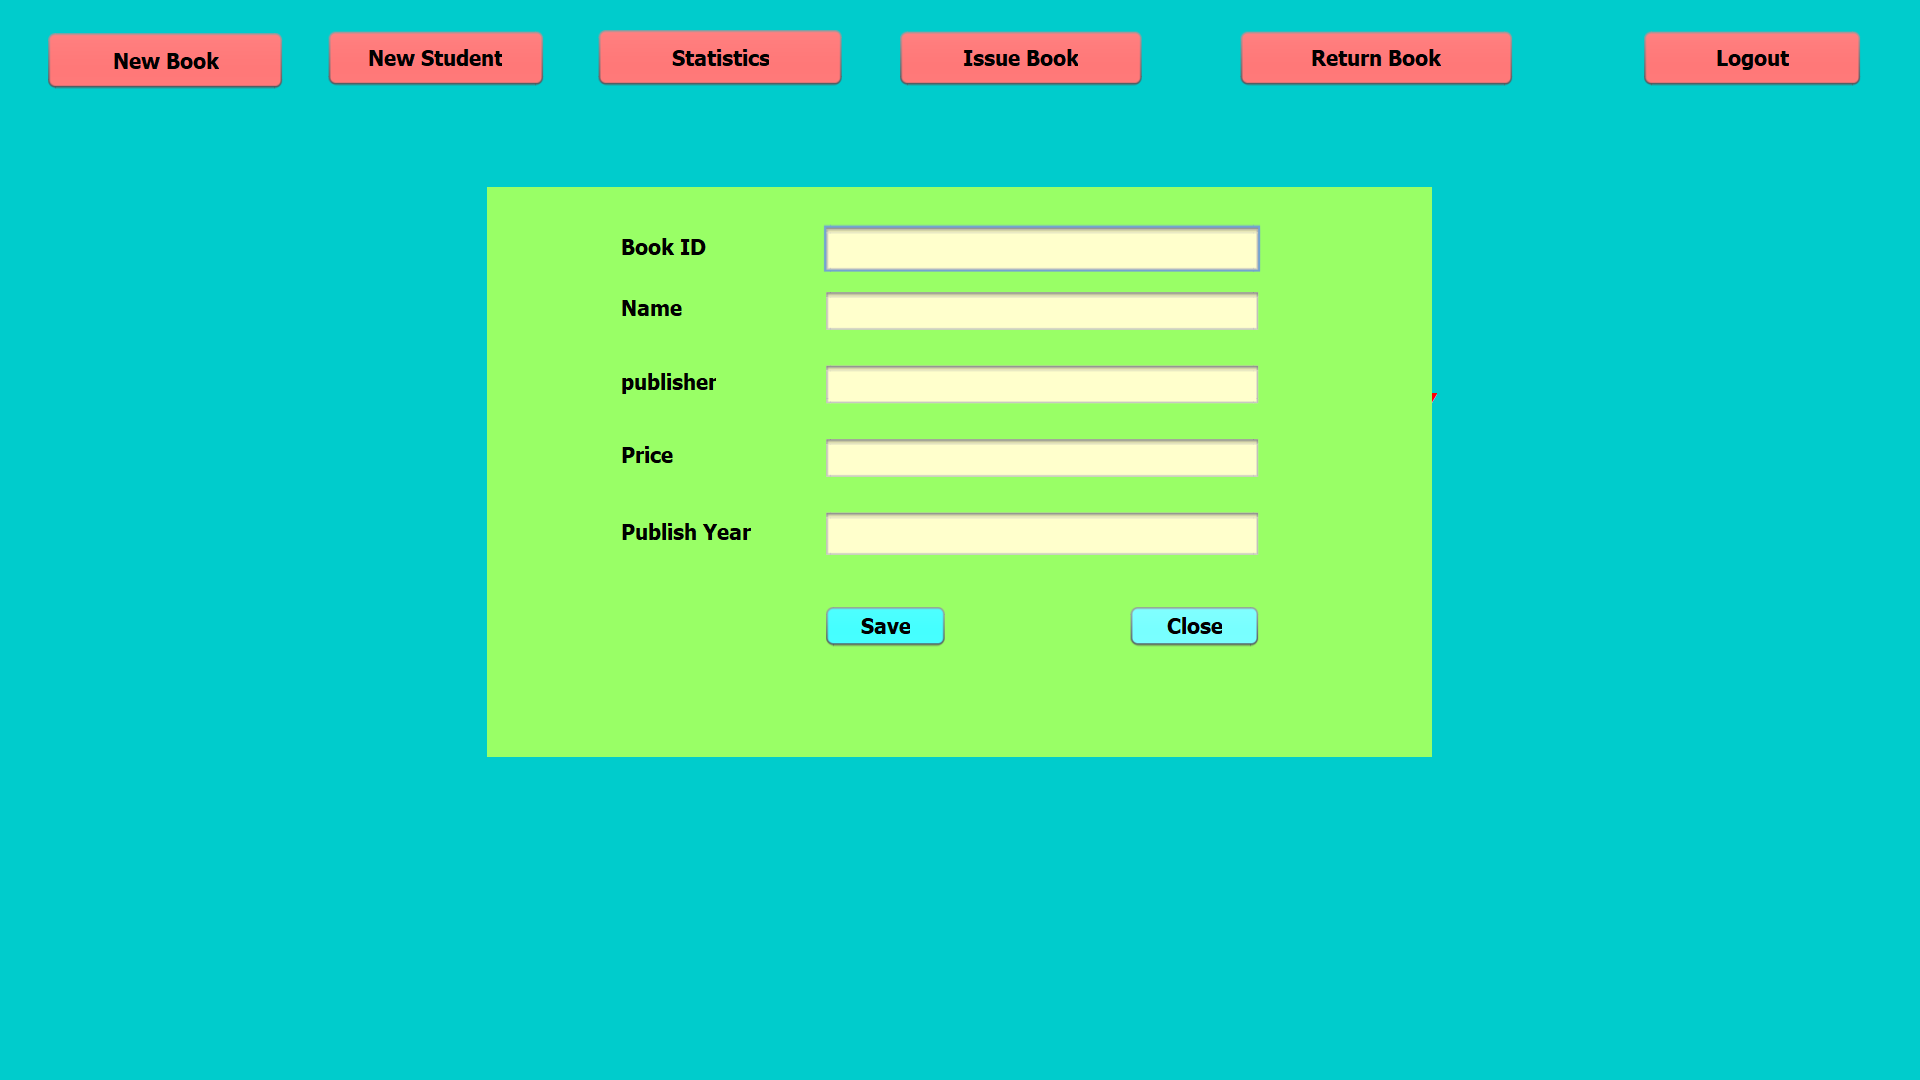 New Book New Student Statistics Issue Book Return Book Logout
Book ID
Name
publisher
Price
Publish Year
Save Close